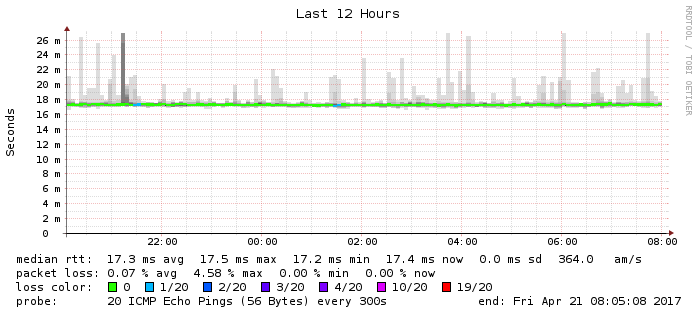 Last 12 Hours
RRDTOOL / TOBI OETIKER
Seconds
26 m
24 m
22 m
20 m
18 m
16 m
14 m
12 m
10 m
8 m
6 m
4 m
2 m
0
22:00 00:00 02:00 04:00 06:00 08:00
median rtt: 17.3 ms avg 17.5 ms max 17.2 ms min 17.4 ms now 0.0 ms sd 364.0 am/s
packet loss: 0.07 % avg 4.58 % max 0.00 % min 0.00 % now
loss color: 0 1/20 2/20 3/20 4/20 10/20 19/20
probe: 20 ICMP Echo Pings (56 Bytes) every 300s end: Fri Apr 21 08:05:08 2017